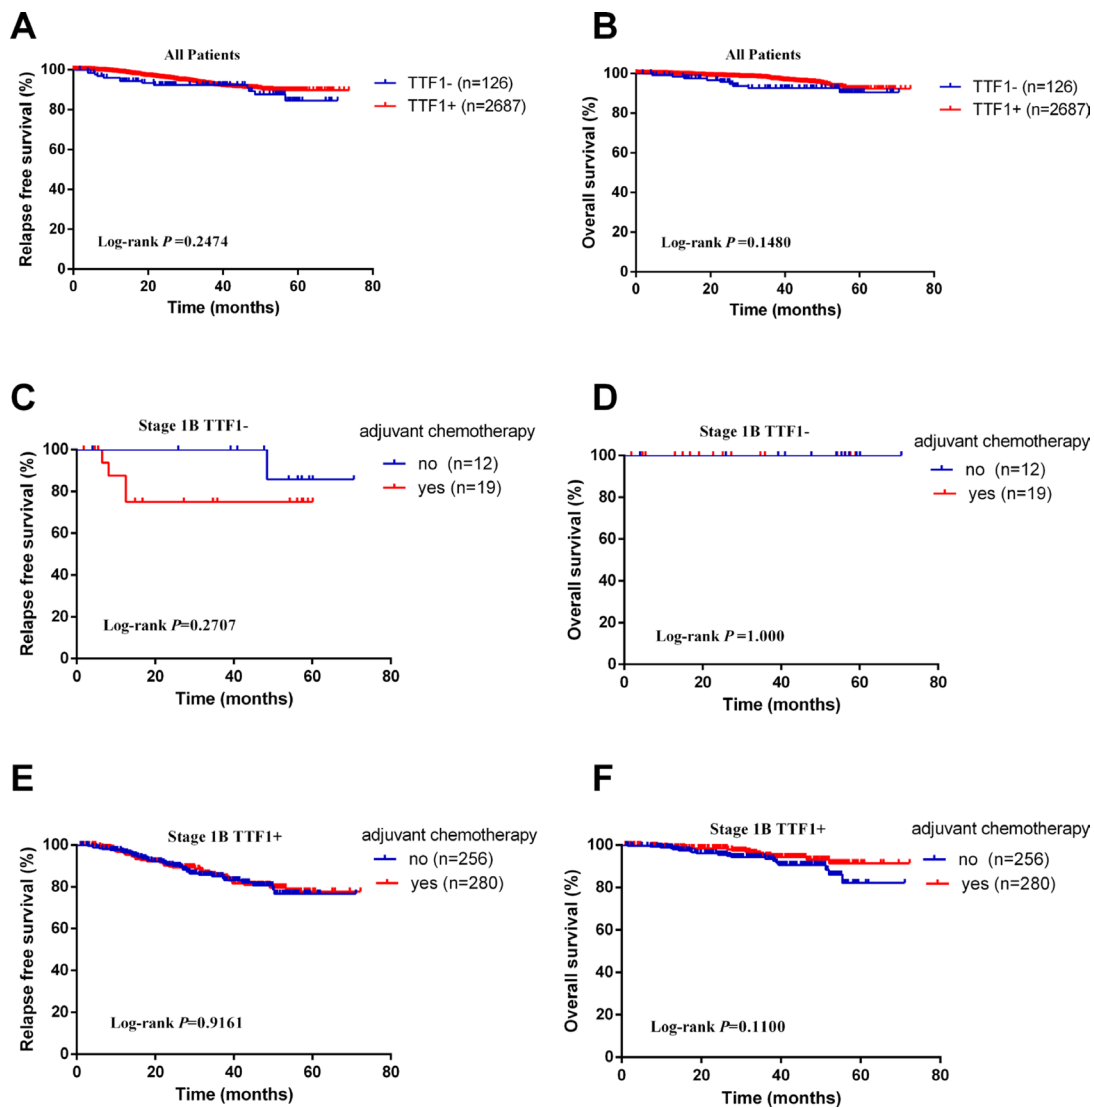 A
All Patients
Relapse free survival (%)
100
80
60
40
20
0
0 20 40 60 80
Time (months)
TTF1- (n=126)
TTF1+ (n=2687)
Log-rank P =0.2474
B
All Patients
Overall survival (%)
100
80
60
40
20
0
0 20 40 60 80
Time (months)
TTF1- (n=126)
TTF1+ (n=2687)
Log-rank P =0.1480
C
Stage 1B TTF1-
adjuvant chemotherapy
no (n=12)
yes (n=19)
Relapse free survival (%)
100
80
60
40
20
0
0 20 40 60 80
Time (months)
Log-rank P=0.2707
D
Stage 1B TTF1-
adjuvant chemotherapy
no (n=12)
yes (n=19)
Overall survival (%)
100
80
60
40
20
0
0 20 40 60 80
Time (months)
Log-rank P =1.000
E
Stage 1B TTF1+
adjuvant chemotherapy
no (n=256)
yes (n=280)
Relapse free survival (%)
100
80
60
40
20
0
0 20 40 60 80
Time (months)
Log-rank P=0.9161
F
Stage 1B TTF1+
adjuvant chemotherapy
no (n=256)
yes (n=280)
Overall survival (%)
100
80
60
40
20
0
0 20 40 60 80
Time (months)
Log-rank P=0.1100